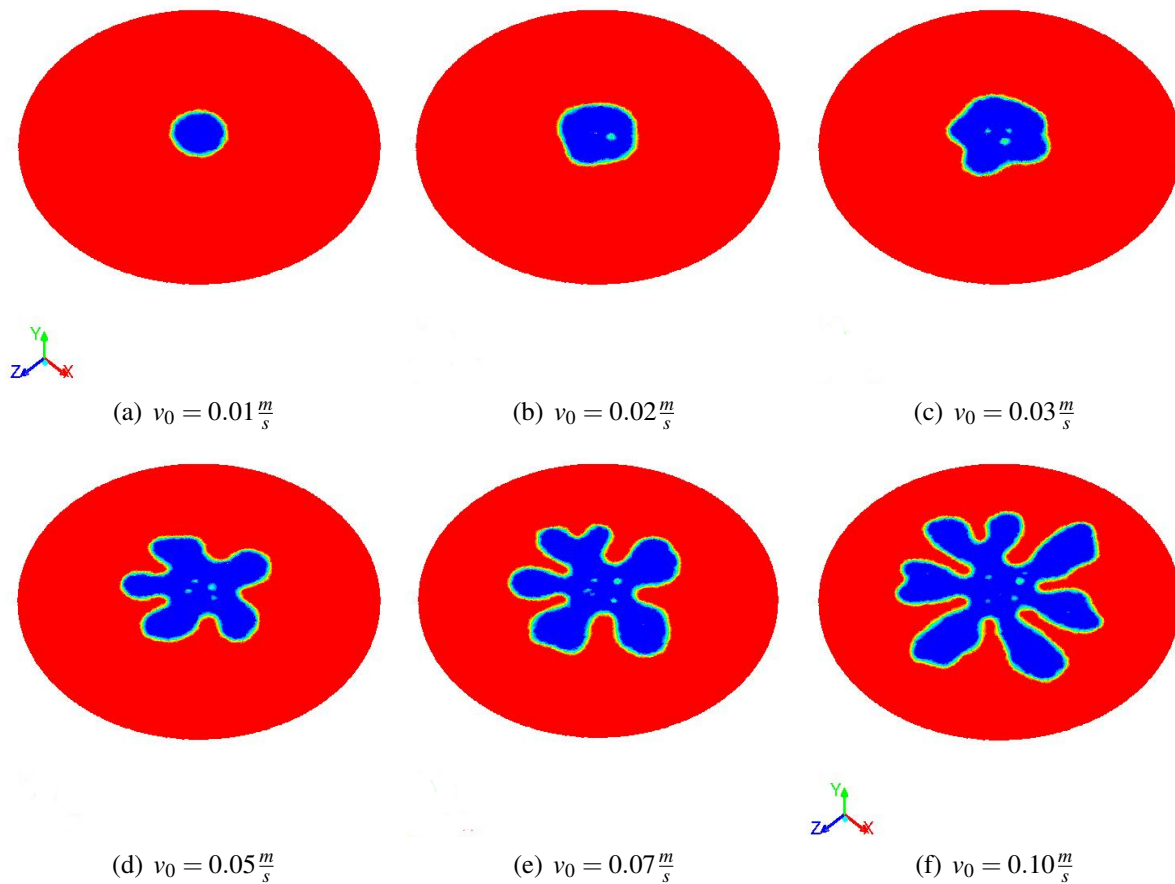 Y
Z X
(a) v₀ = 0.01 m/s
(b) v₀ = 0.02 m/s
(c) v₀ = 0.03 m/s
Y
Z X
(d) v₀ = 0.05 m/s
(e) v₀ = 0.07 m/s
(f) v₀ = 0.10 m/s